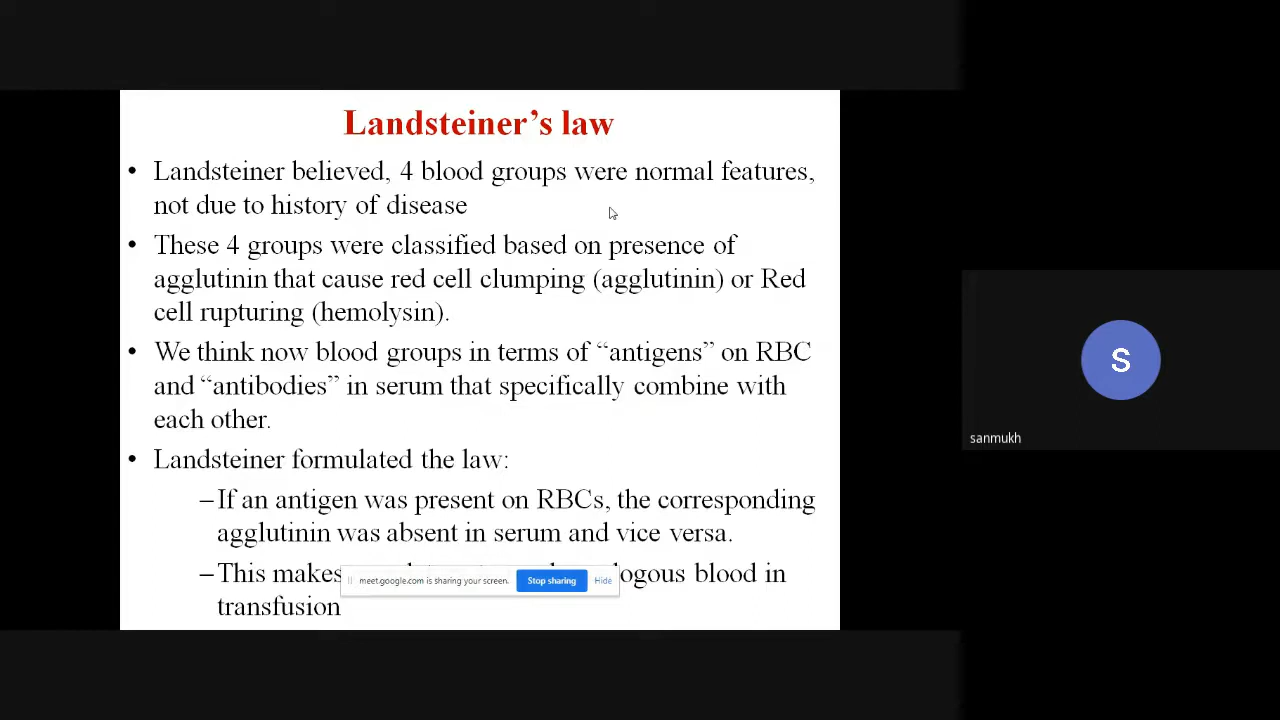 Landsteiner’s law
• Landsteiner believed, 4 blood groups were normal features,
not due to history of disease
• These 4 groups were classified based on presence of
agglutinin that cause red cell clumping (agglutinin) or Red
cell rupturing (hemolysin).
• We think now blood groups in terms of “antigens” on RBC
and “antibodies” in serum that specifically combine with
each other.
• Landsteiner formulated the law:
–If an antigen was present on RBCs, the corresponding
agglutinin was absent in serum and vice versa.
–This makes blood in
transfusion
meet.google.com is sharing your screen. Stop sharing Hide
S
sanmukh